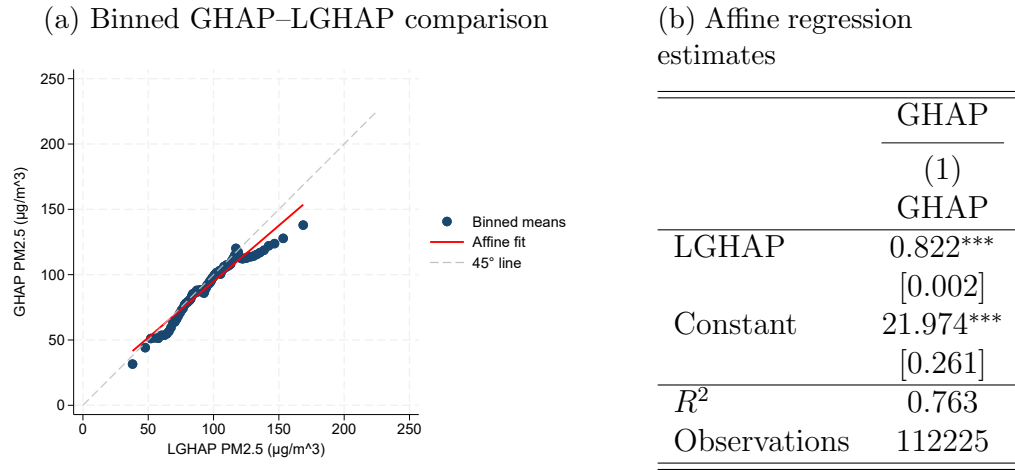 (a) Binned GHAP–LGHAP comparison
250
200
150
100
50
0
GHAP PM2.5 (µg/m^3)
0 50 100 150 200 250
LGHAP PM2.5 (µg/m^3)
Binned means
Affine fit
45° line
(b) Affine regression
estimates
GHAP
(1)
GHAP
LGHAP 0.822***
[0.002]
Constant 21.974***
[0.261]
R² 0.763
Observations 112225